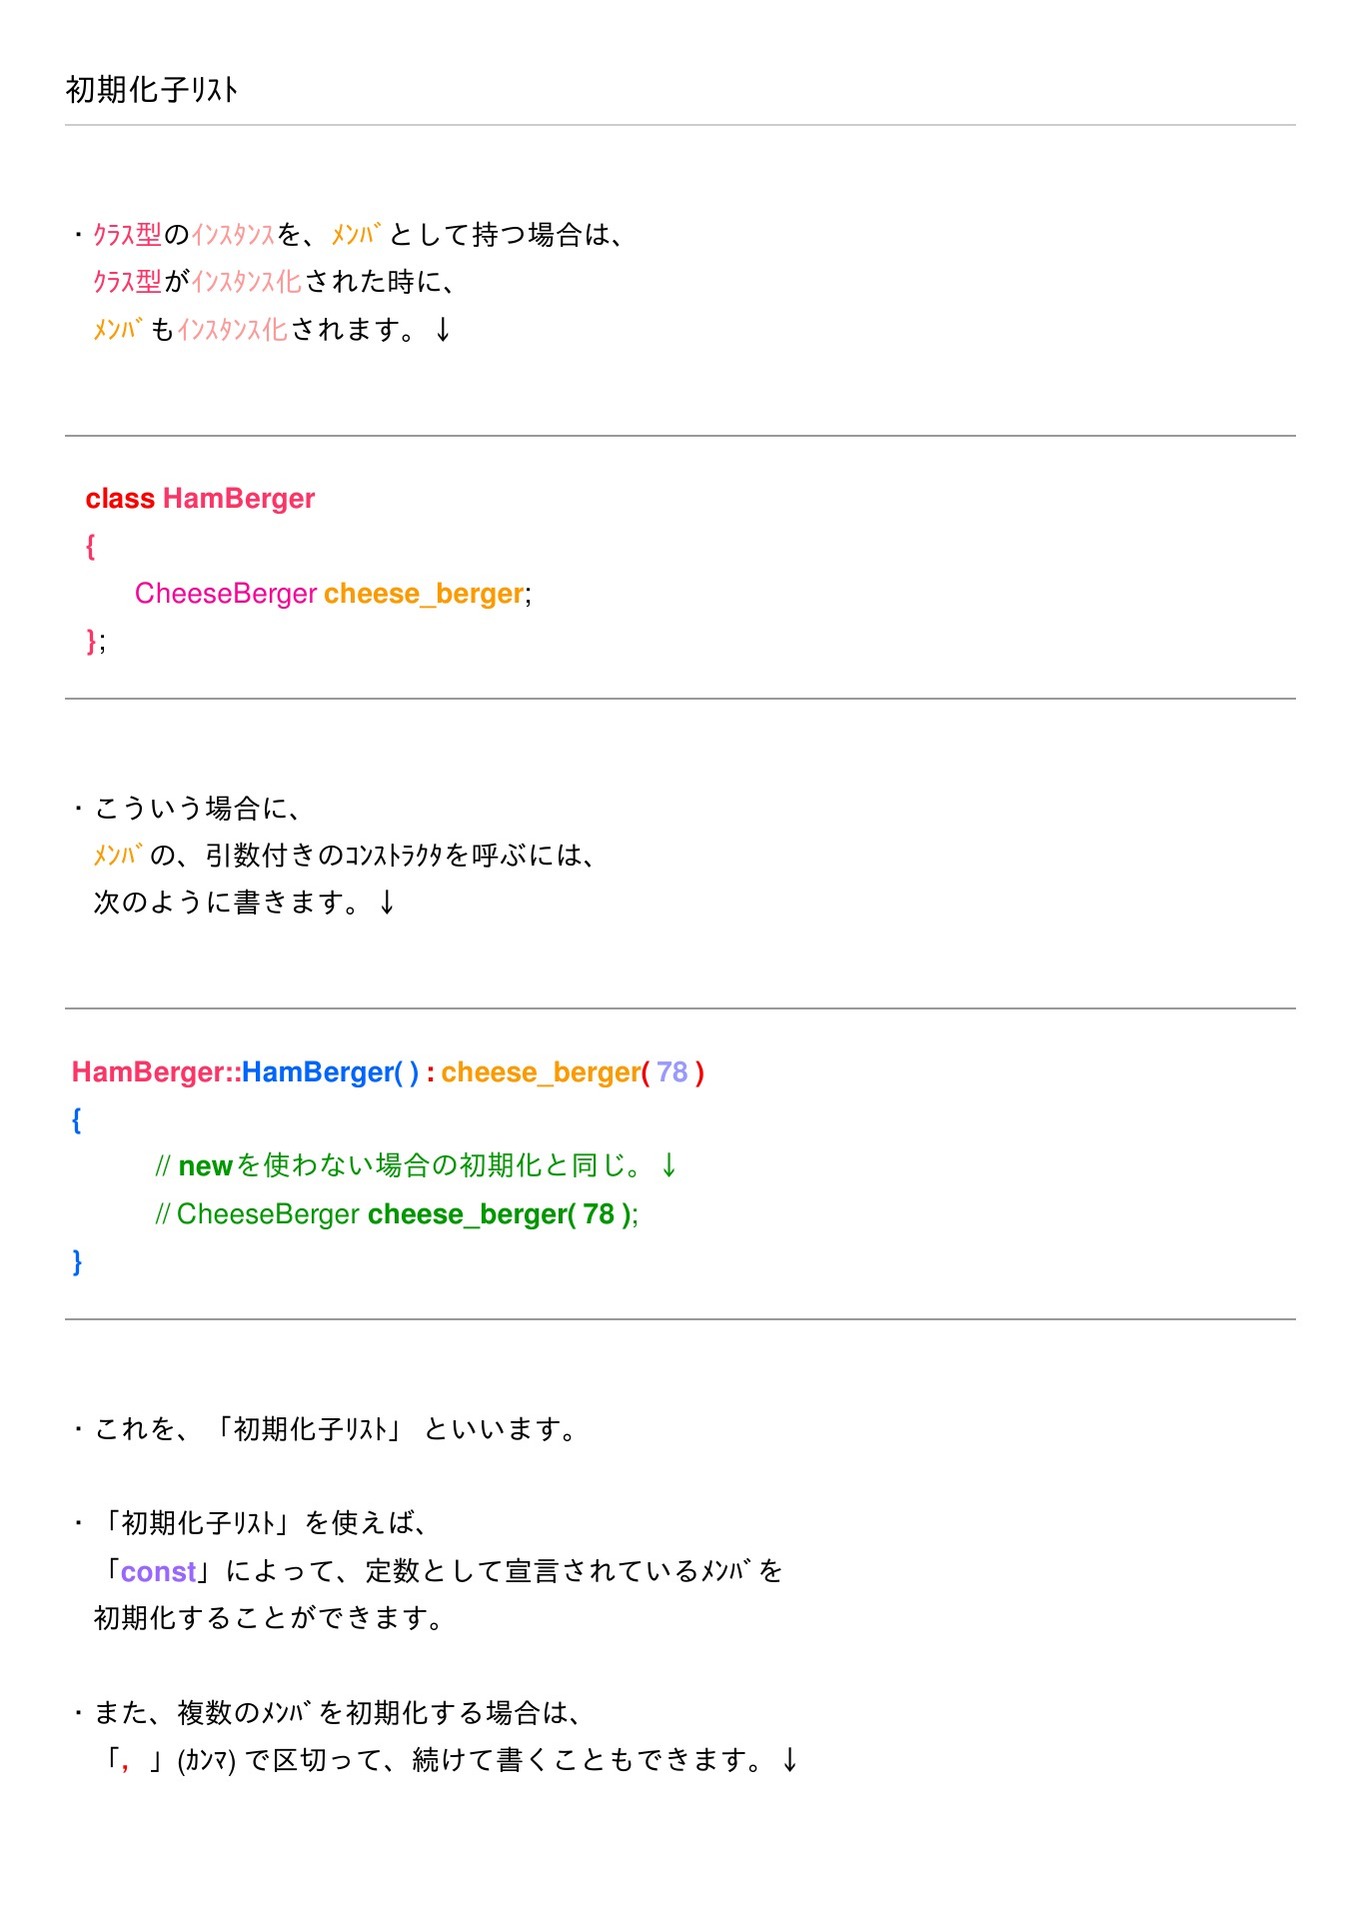 初期化子ﾘｽﾄ
・ｸﾗｽ型のｲﾝｽﾀﾝｽを、ﾒﾝﾊﾞとして持つ場合は、
ｸﾗｽ型がｲﾝｽﾀﾝｽ化された時に、
ﾒﾝﾊﾞもｲﾝｽﾀﾝｽ化されます。↓
class HamBerger
{
CheeseBerger cheese_berger;
};
・こういう場合に、
ﾒﾝﾊﾞの、引数付きのｺﾝｽﾄﾗｸﾀを呼ぶには、
次のように書きます。↓
HamBerger::HamBerger( ) : cheese_berger( 78 )
{
// newを使わない場合の初期化と同じ。↓
// CheeseBerger cheese_berger( 78 );
}
・これを、「初期化子ﾘｽﾄ」 といいます。
・「初期化子ﾘｽﾄ」を使えば、
「const」によって、定数として宣言されているﾒﾝﾊﾞを
初期化することができます。
・また、複数のﾒﾝﾊﾞを初期化する場合は、
「, 」(ｶﾝﾏ) で区切って、続けて書くこともできます。↓